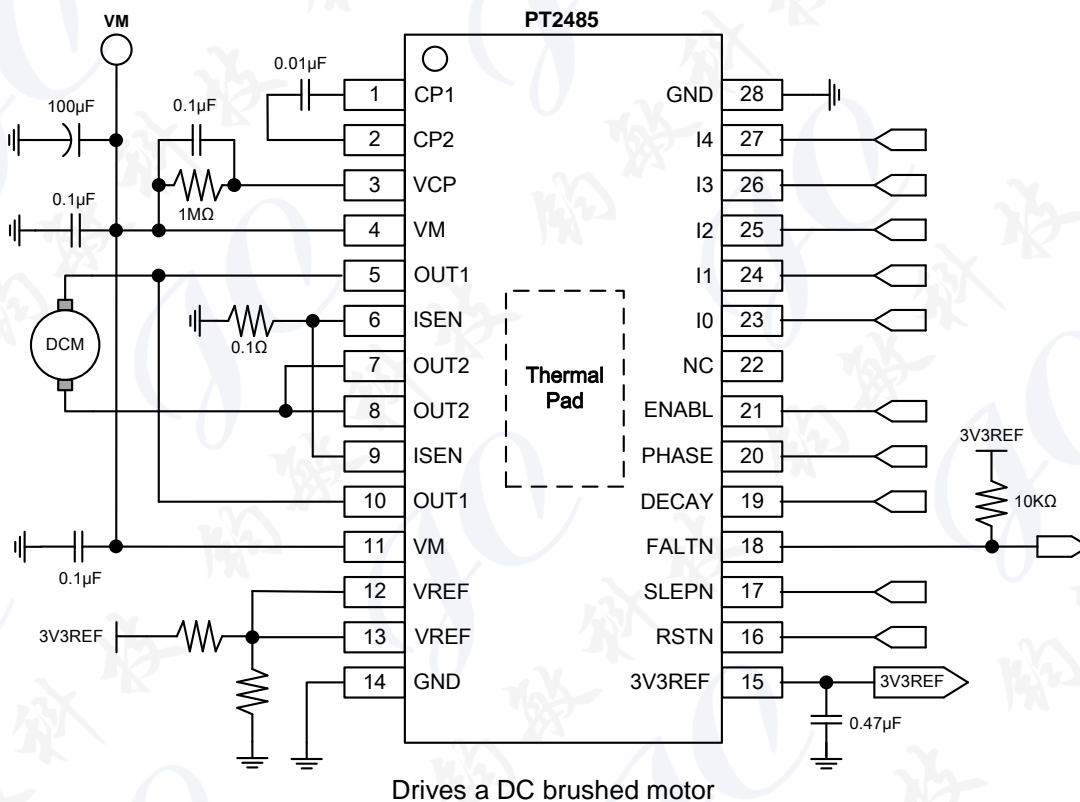 VM
PT2485
100µF
0.1µF
0.01µF
1MΩ
0.1µF
1 CP1
2 CP2
3 VCP
4 VM
5 OUT1
6 ISEN
7 OUT2
8 OUT2
9 ISEN
10 OUT1
11 VM
12 VREF
13 VREF
14 GND
DCM
0.1Ω
0.1µF
3V3REF
Thermal
Pad
GND 28
I4 27
I3 26
I2 25
I1 24
I0 23
NC 22
ENABL 21
PHASE 20
DECAY 19
FALTN 18
SLEPN 17
RSTN 16
3V3REF 15
3V3REF
10KΩ
3V3REF
0.47µF
Drives a DC brushed motor